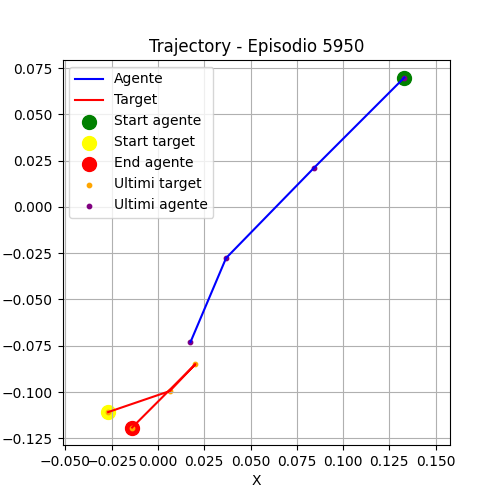 Trajectory - Episodio 5950
Agente
Target
Start agente
Start target
End agente
Ultimi target
Ultimi agente
0.075
0.050
0.025
0.000
−0.025
−0.050
−0.075
−0.100
−0.125
−0.050 −0.025 0.000 0.025 0.050 0.075 0.100 0.125 0.150
X